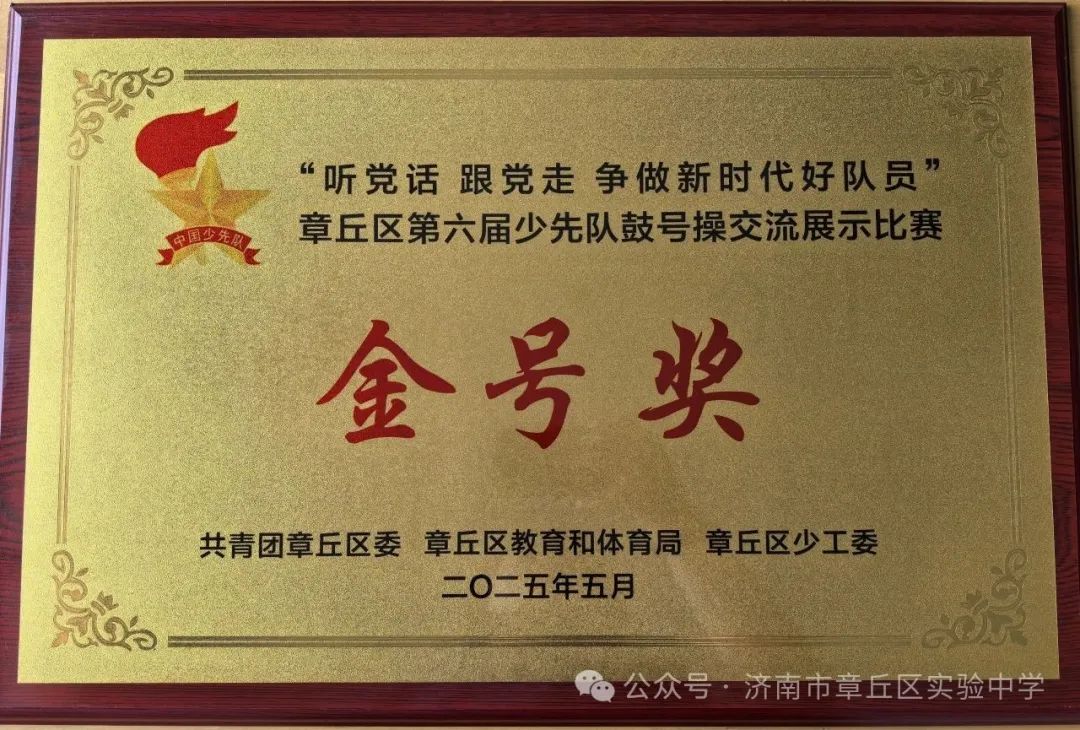 “听党话 跟党走 争做新时代好队员”
章丘区第六届少先队鼓号操交流展示比赛
中国少先队
金号奖
共青团章丘区委 章丘区教育和体育局 章丘区少工委
二〇二五年五月
公众号·济南市章丘区实验中学